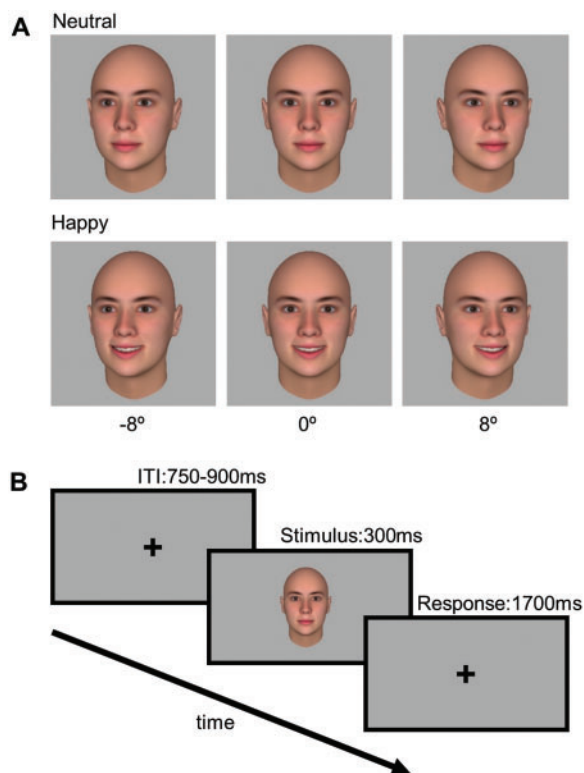 A
Neutral
Happy
-8º 0º 8º
B
ITI:750-900ms
+
Stimulus:300ms
Response:1700ms
+
time